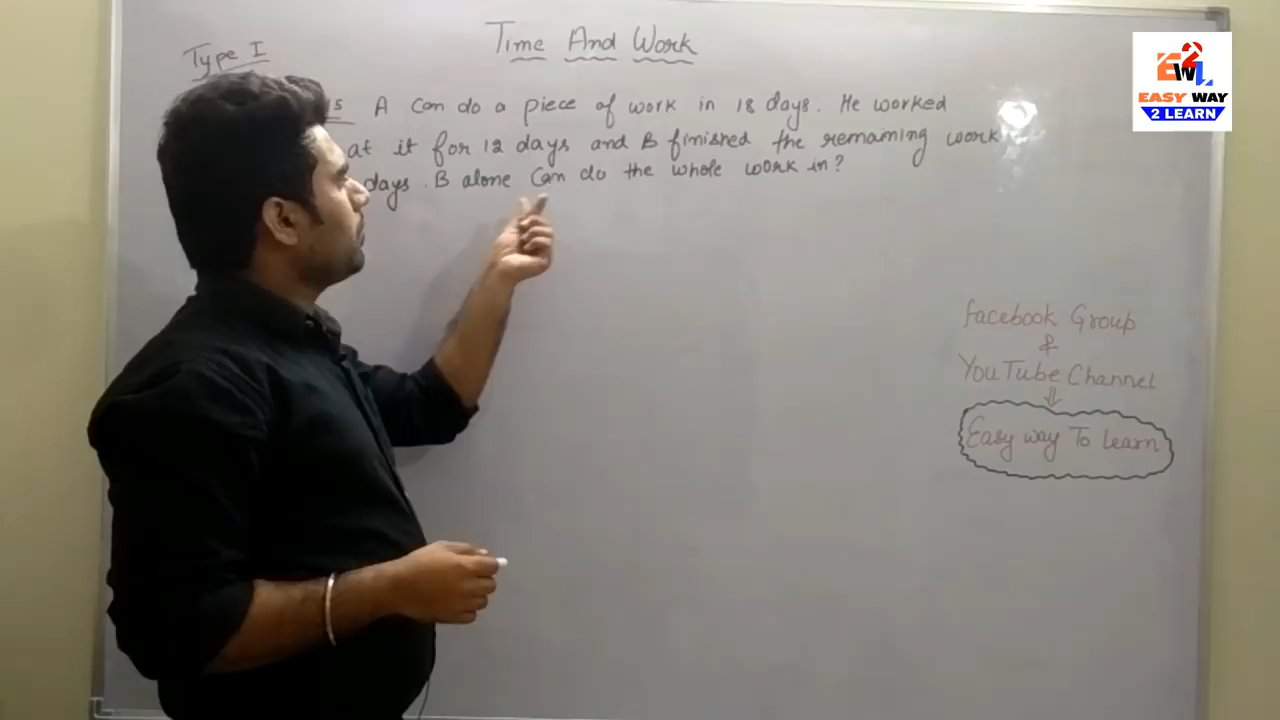 Time And Work
Type I
15 A Can do a piece of work in 18 days. He worked
at it for 12 days and B finished the remaining work
days. B alone Can do the whole work in?
Facebook Group
&
YouTube Channel
⇓
Easy way To learn
E2WL
EASY WAY
2 LEARN